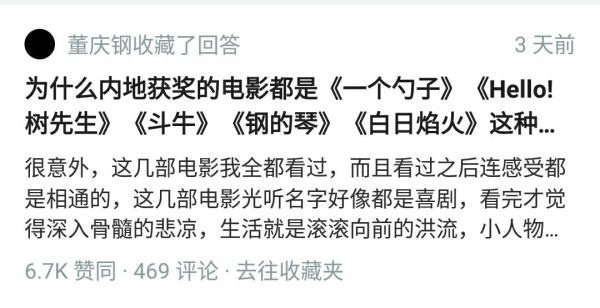 董庆钢收藏了回答
3 天前
为什么内地获奖的电影都是《一个勺子》《Hello!
树先生》《斗牛》《钢的琴》《白日焰火》这种...
很意外，这几部电影我全都看过，而且看过之后连感受都
是相通的，这几部电影光听名字好像都是喜剧，看完才觉
得深入骨髓的悲凉，生活就是滚滚向前的洪流，小人物...
6.7K 赞同 · 469 评论 · 去往收藏夹